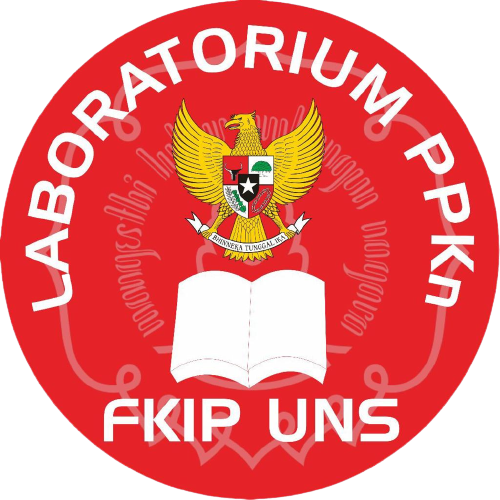 LABORATORIUM PPKn
BHINNEKA TUNGGAL IKA
FKIP UNS